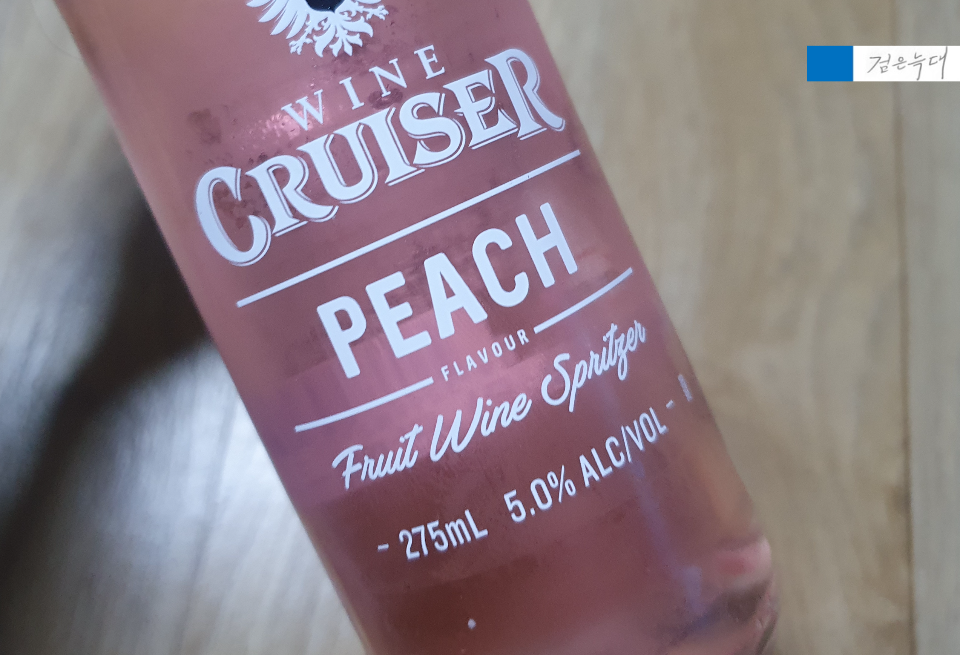 검은늑대
WINE
CRUISER
PEACH
FLAVOUR
Fruit Wine Spritzer
- 275mL 5.0% ALC/VOL -